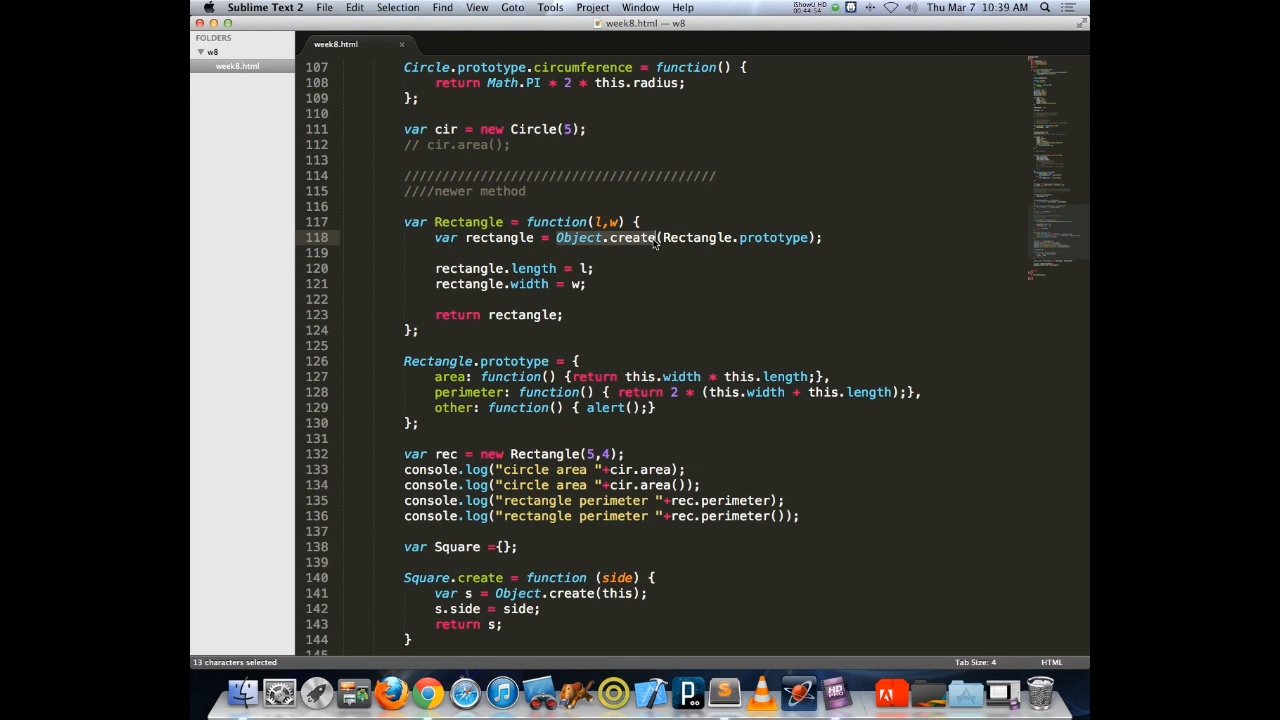 Sublime Text 2 File Edit Selection Find View Goto Tools Project Window Help iShowU HD 00:44:54 Thu Mar 7 10:39 AM
week8.html — w8
FOLDERS
w8
week8.html
week8.html
107 Circle.prototype.circumference = function() {
108 return Math.PI * 2 * this.radius;
109 };
110
111 var cir = new Circle(5);
112 // cir.area();
113
114 /////////////////////////////////////////
115 ////newer method
116
117 var Rectangle = function(l,w) {
118 var rectangle = Object.create(Rectangle.prototype);
119
120 rectangle.length = l;
121 rectangle.width = w;
122
123 return rectangle;
124 };
125
126 Rectangle.prototype = {
127 area: function() {return this.width * this.length;},
128 perimeter: function() { return 2 * (this.width + this.length);},
129 other: function() { alert();}
130 };
131
132 var rec = new Rectangle(5,4);
133 console.log("circle area "+cir.area);
134 console.log("circle area "+cir.area());
135 console.log("rectangle perimeter "+rec.perimeter);
136 console.log("rectangle perimeter "+rec.perimeter());
137
138 var Square ={};
139
140 Square.create = function (side) {
141 var s = Object.create(this);
142 s.side = side;
143 return s;
144 }
145
13 characters selected Tab Size: 4 HTML